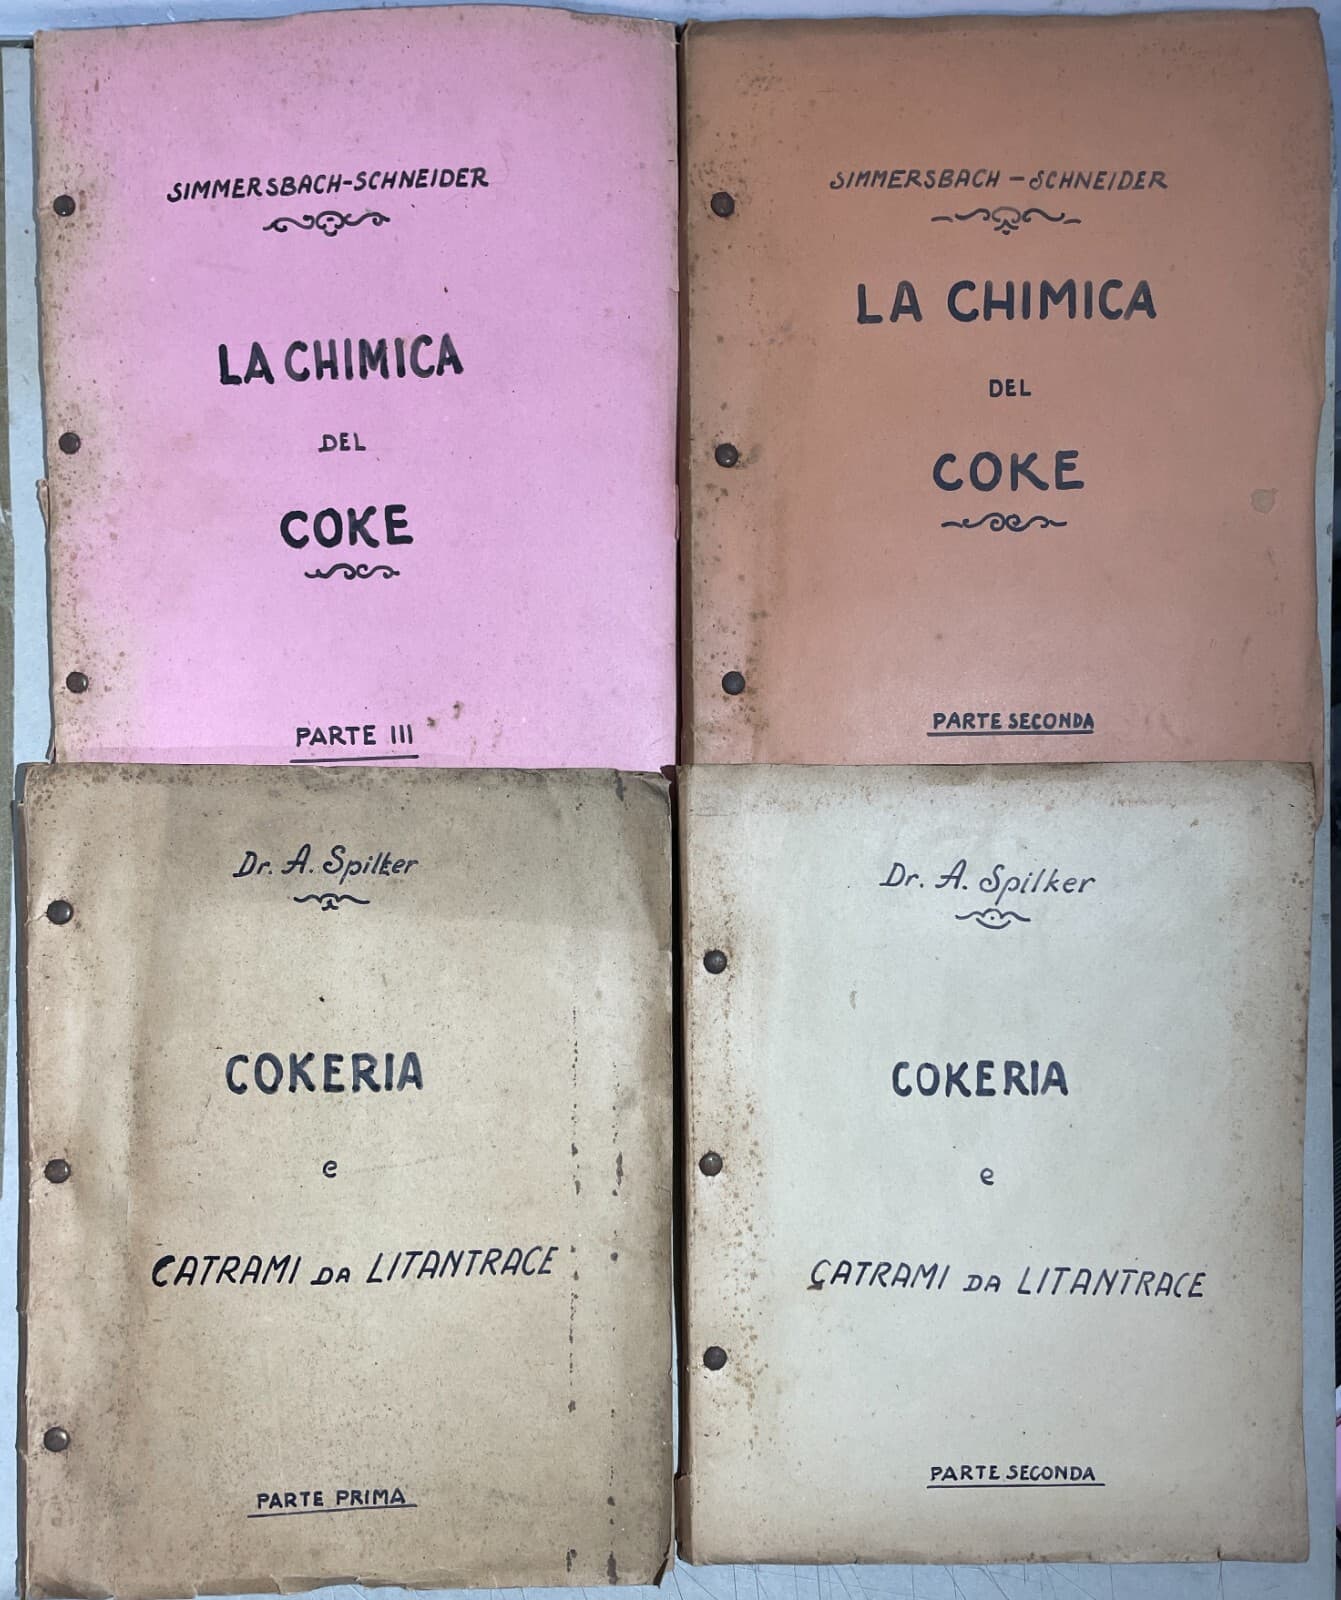 SIMMERSBACH-SCHNEIDER
LA CHIMICA
DEL
COKE
PARTE III
SIMMERSBACH - SCHNEIDER
LA CHIMICA
DEL
COKE
PARTE SECONDA
Dr. A. Spilker
COKERIA
e
CATRAMI DA LITANTRACE
PARTE PRIMA
Dr. A. Spilker
COKERIA
e
CATRAMI DA LITANTRACE
PARTE SECONDA